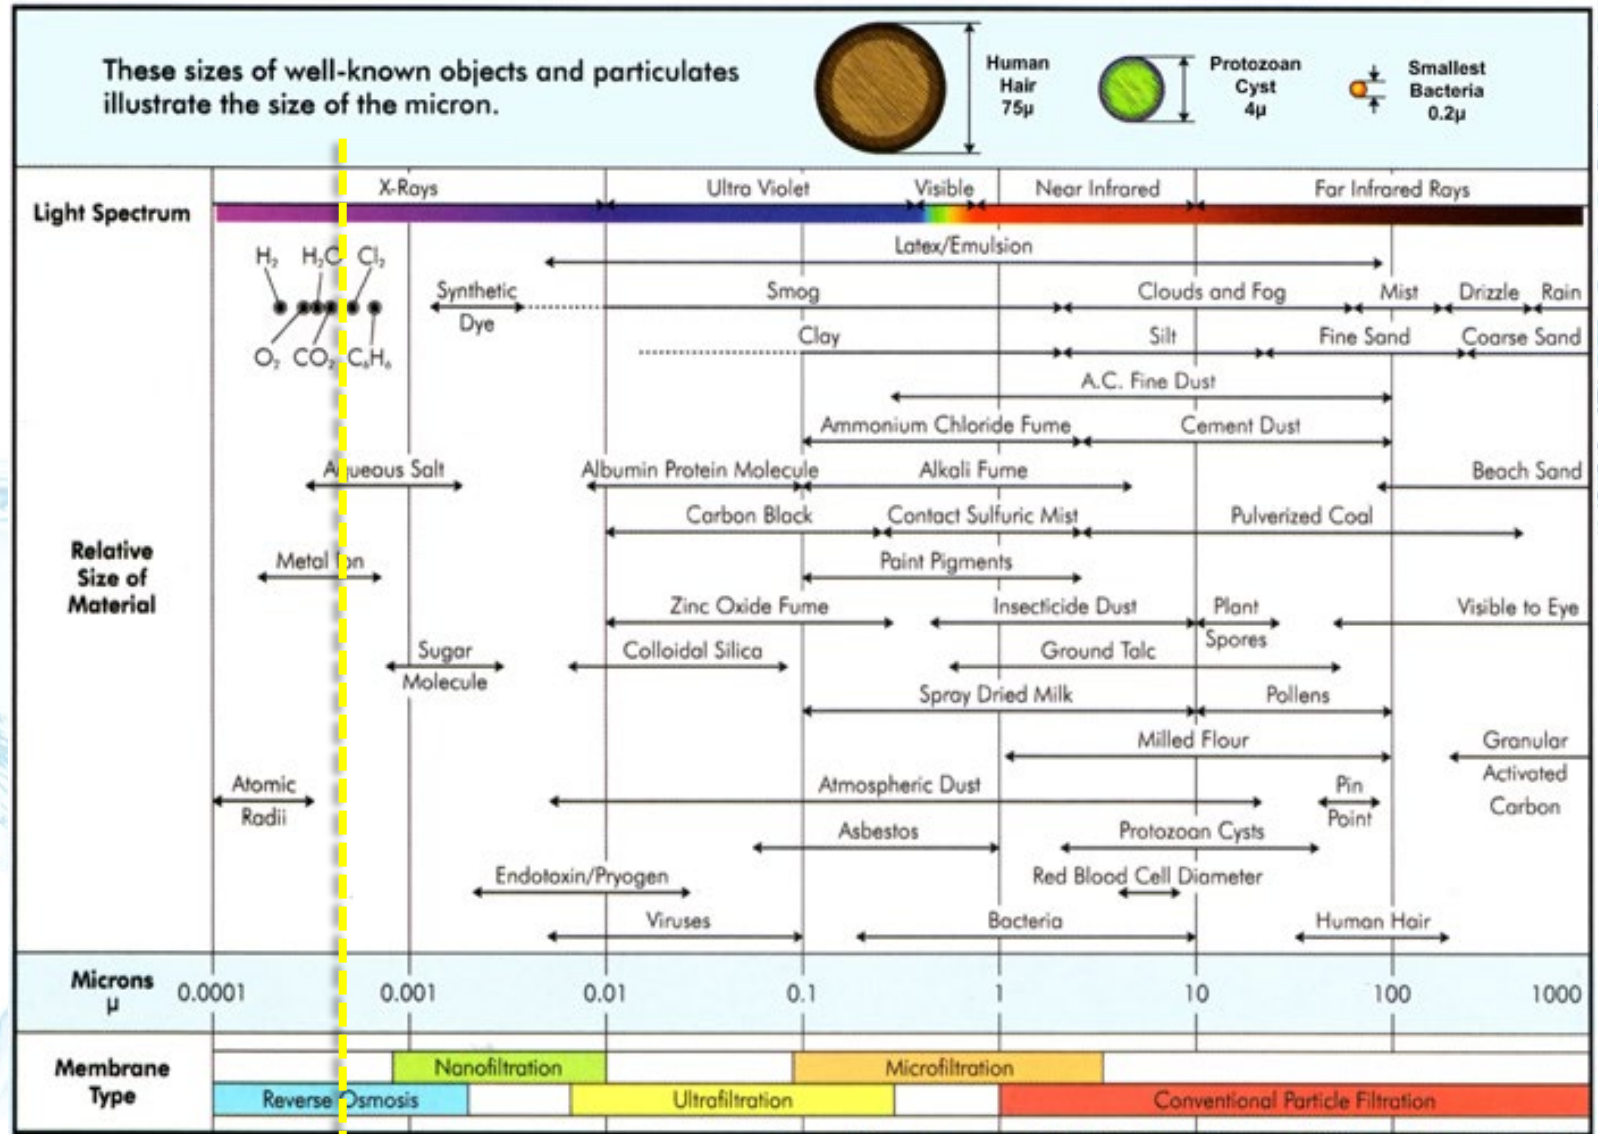 These sizes of well-known objects and particulates
illustrate the size of the micron.
Human
Hair
75μ
Protozoan
Cyst
4μ
Smallest
Bacteria
0.2μ
Light Spectrum
X-Rays
Ultra Violet
Visible
Near Infrared
Far Infrared Rays
Latex/Emulsion
H₂ Cl₂
Synthetic
Dye
Smog
Clouds and Fog
Mist
Drizzle
Rain
O₂ CO₂ C₆H₆
Clay
Silt
Fine Sand
Coarse Sand
A.C. Fine Dust
Ammonium Chloride Fume
Cement Dust
Aqueous Salt
Albumin Protein Molecule
Alkali Fume
Beach Sand
Carbon Black
Contact Sulfuric Mist
Pulverized Coal
Relative
Size of
Material
Metal Ion
Paint Pigments
Zinc Oxide Fume
Insecticide Dust
Plant
Spores
Visible to Eye
Sugar
Molecule
Colloidal Silica
Ground Talc
Spray Dried Milk
Pollens
Milled Flour
Granular
Activated
Carbon
Atomic
Radii
Atmospheric Dust
Pin
Point
Asbestos
Protozoan Cysts
Endotoxin/Pryogen
Red Blood Cell Diameter
Viruses
Bacteria
Human Hair
Microns
μ
0.0001 0.001 0.01 0.1 1 10 100 1000
Membrane
Type
Nanofiltration
Microfiltration
Reverse Osmosis
Ultrafiltration
Conventional Particle Filtration